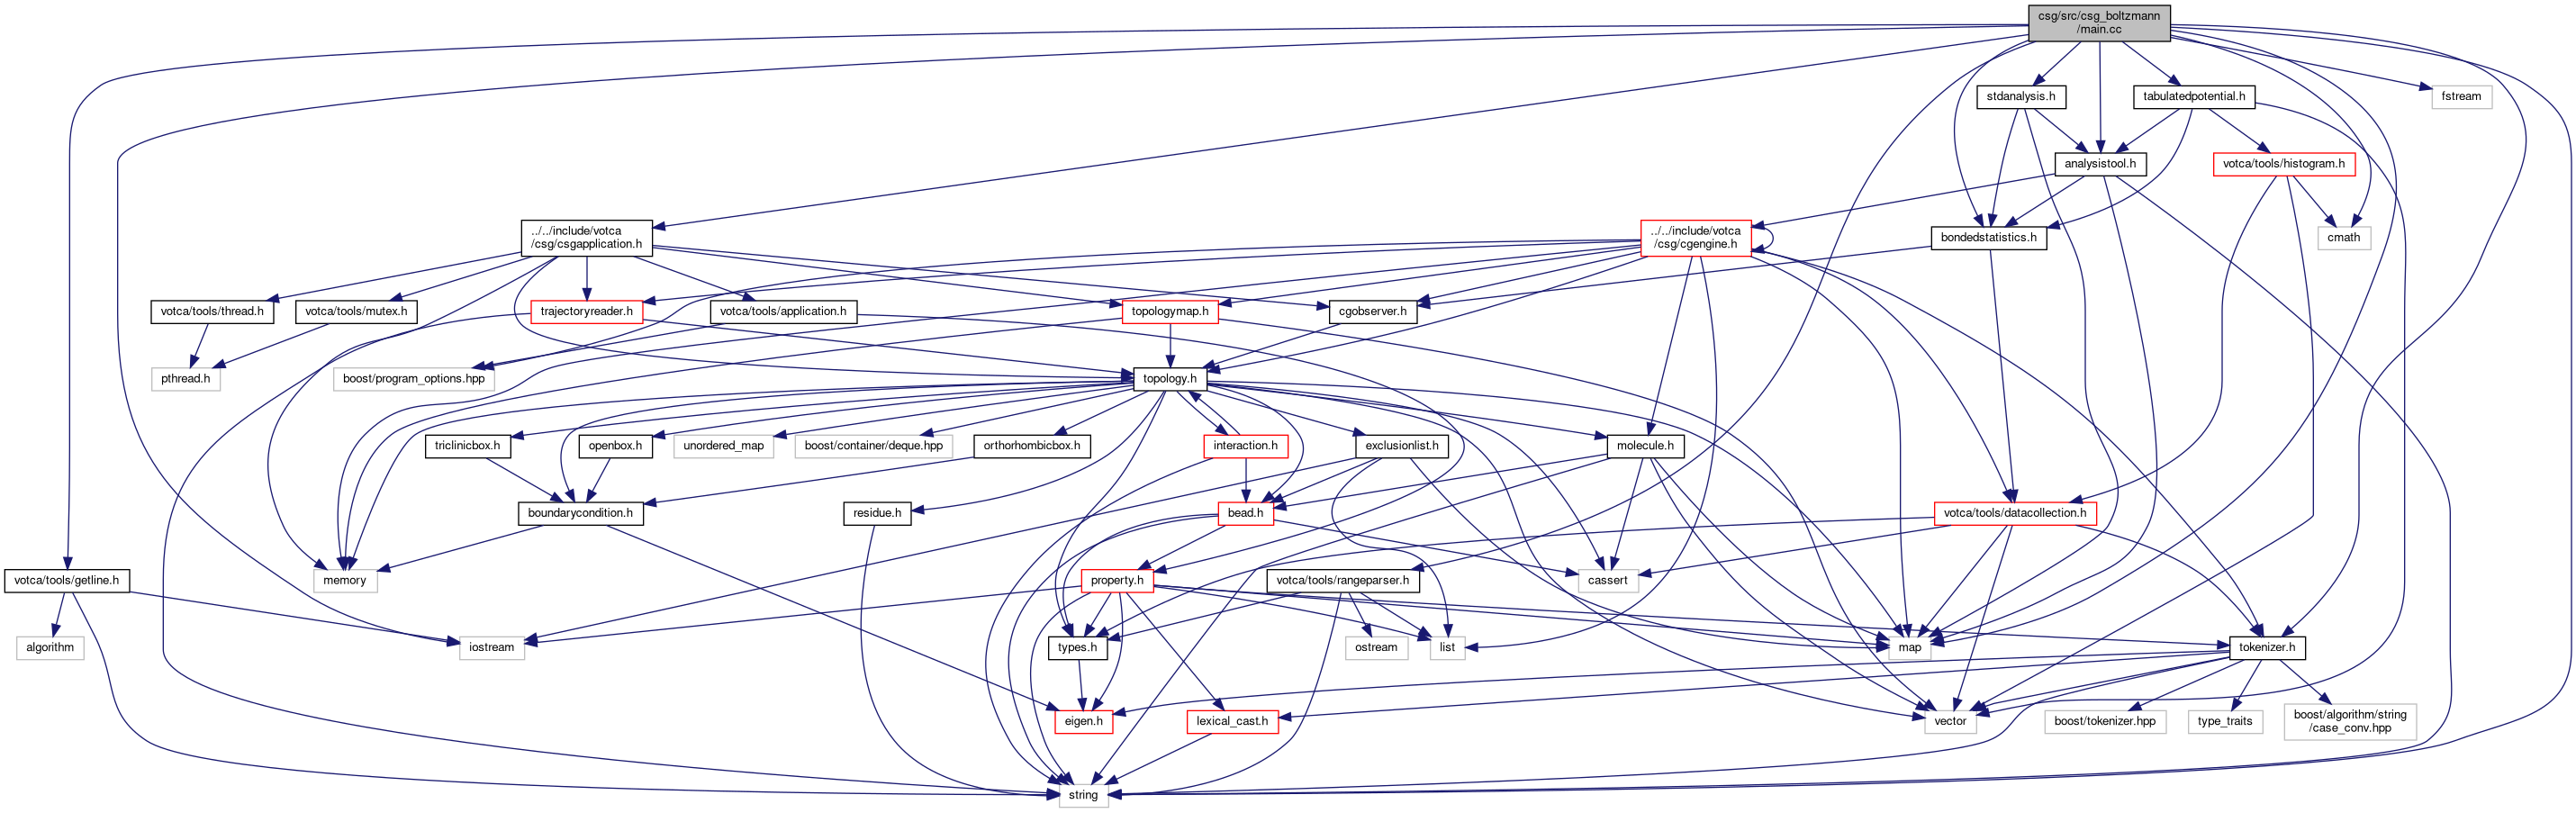 csg/src/csg_boltzmann
/main.cc
stdanalysis.h
tabulatedpotential.h
fstream
analysistool.h
votca/tools/histogram.h
../../include/votca
/csg/csgapplication.h
../../include/votca
/csg/cgengine.h
bondedstatistics.h
cmath
votca/tools/thread.h
votca/tools/mutex.h
trajectoryreader.h
votca/tools/application.h
topologymap.h
cgobserver.h
pthread.h
boost/program_options.hpp
topology.h
triclinicbox.h
openbox.h
unordered_map
boost/container/deque.hpp
orthorhombicbox.h
interaction.h
exclusionlist.h
molecule.h
boundarycondition.h
residue.h
bead.h
votca/tools/datacollection.h
votca/tools/getline.h
memory
property.h
votca/tools/rangeparser.h
cassert
algorithm
iostream
types.h
ostream
list
map
tokenizer.h
eigen.h
lexical_cast.h
vector
boost/tokenizer.hpp
type_traits
boost/algorithm/string
/case_conv.hpp
string